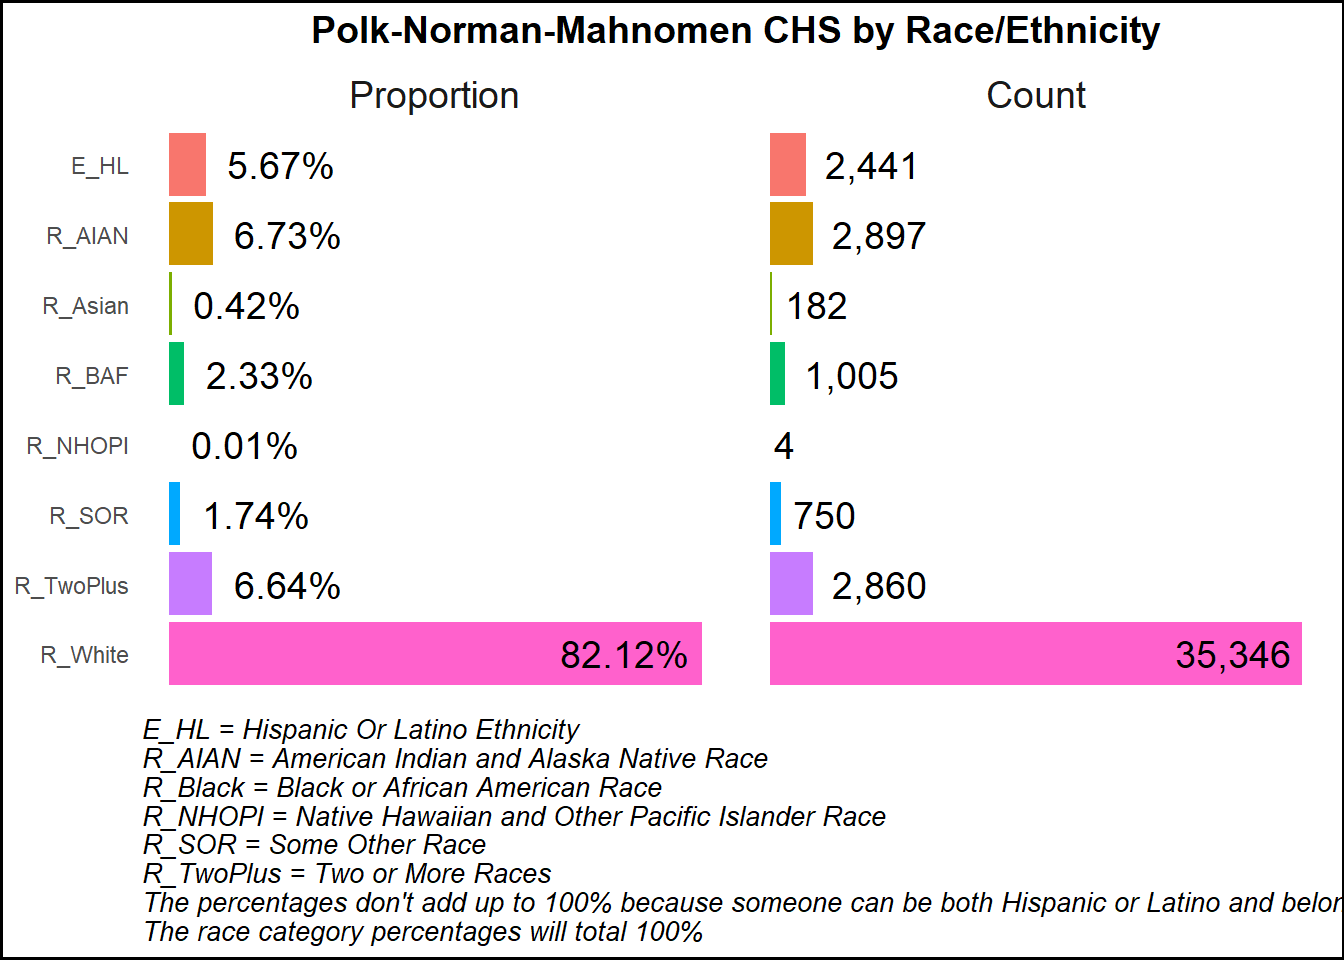 Polk-Norman-Mahnomen CHS by Race/Ethnicity
Proportion Count
E_HL 5.67% 2,441
R_AIAN 6.73% 2,897
R_Asian 0.42% 182
R_BAF 2.33% 1,005
R_NHOPI 0.01% 4
R_SOR 1.74% 750
R_TwoPlus 6.64% 2,860
R_White 82.12% 35,346
E_HL = Hispanic Or Latino Ethnicity
R_AIAN = American Indian and Alaska Native Race
R_Black = Black or African American Race
R_NHOPI = Native Hawaiian and Other Pacific Islander Race
R_SOR = Some Other Race
R_TwoPlus = Two or More Races
The percentages don't add up to 100% because someone can be both Hispanic or Latino and
The race category percentages will total 100%